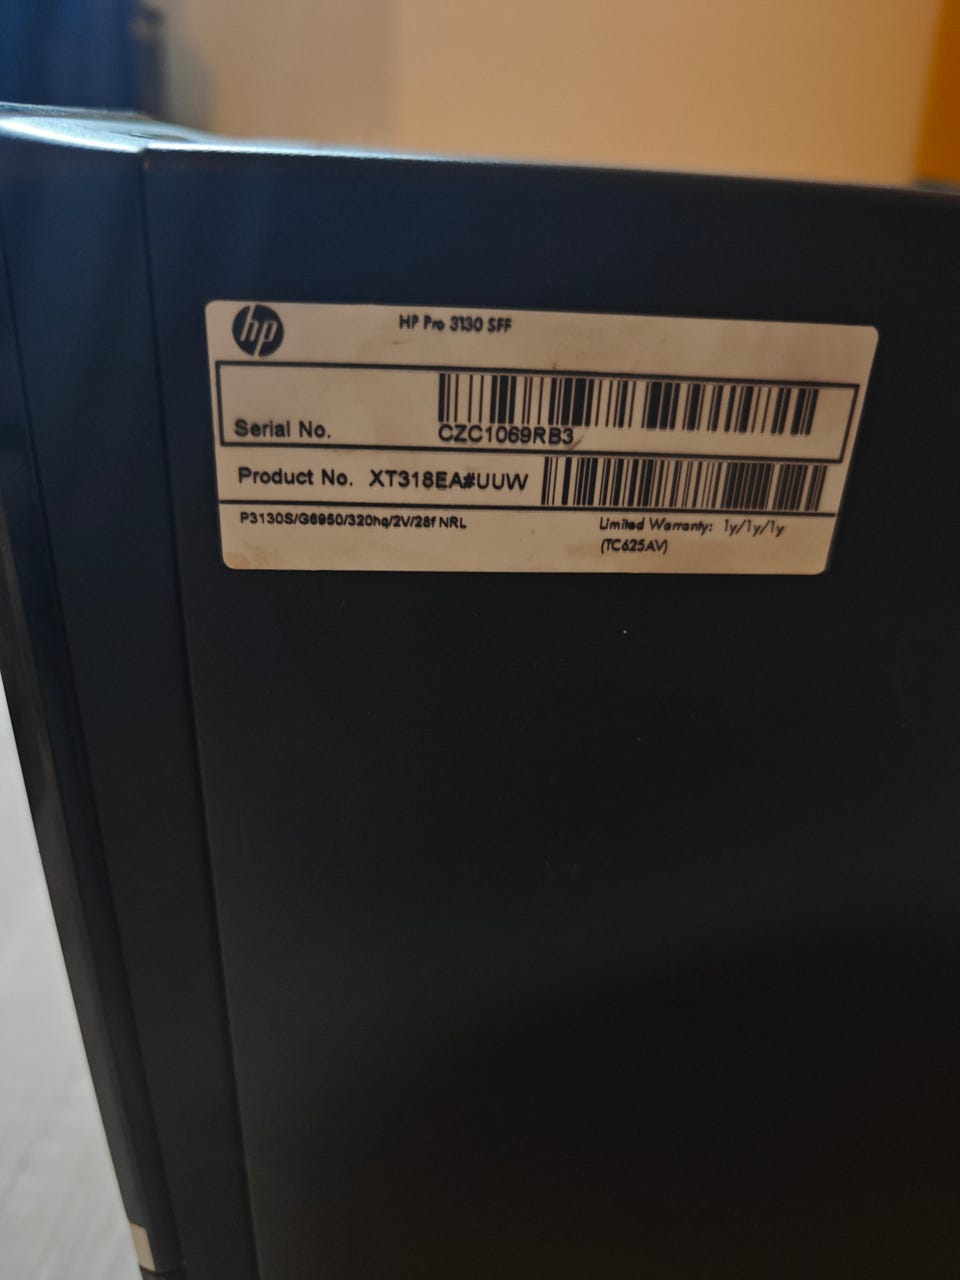 hp
HP Pro 3130 SFF
Serial No.
CZC1069RB3
Product No. XT318EA#UUW
P3130S/G6950/320hq/2V/28f NRL
Limited Warranty: 1y/1y/1y
(TC625AV)